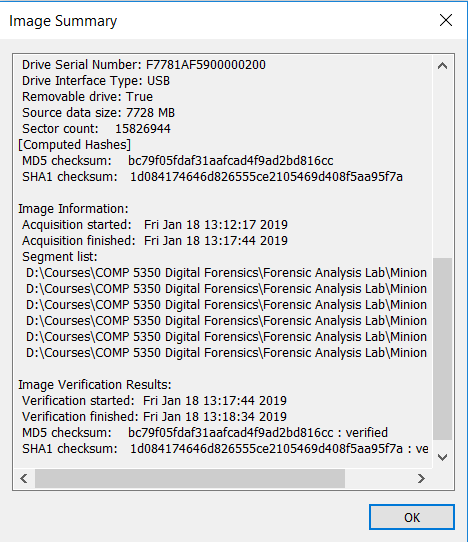 Image Summary
Drive Serial Number: F7781AF5900000200
Drive Interface Type: USB
Removable drive: True
Source data size: 7728 MB
Sector count: 15826944
[Computed Hashes]
MD5 checksum: bc79f05fdaf31aafcad4f9ad2bd816cc
SHA1 checksum: 1d084174646d826555ce2105469d408f5aa95f7a
Image Information:
Acquisition started: Fri Jan 18 13:12:17 2019
Acquisition finished: Fri Jan 18 13:17:44 2019
Segment list:
D:\Courses\COMP 5350 Digital Forensics\Forensic Analysis Lab\Minion
D:\Courses\COMP 5350 Digital Forensics\Forensic Analysis Lab\Minion
D:\Courses\COMP 5350 Digital Forensics\Forensic Analysis Lab\Minion
D:\Courses\COMP 5350 Digital Forensics\Forensic Analysis Lab\Minion
D:\Courses\COMP 5350 Digital Forensics\Forensic Analysis Lab\Minion
D:\Courses\COMP 5350 Digital Forensics\Forensic Analysis Lab\Minion
Image Verification Results:
Verification started: Fri Jan 18 13:17:44 2019
Verification finished: Fri Jan 18 13:18:34 2019
MD5 checksum: bc79f05fdaf31aafcad4f9ad2bd816cc : verified
SHA1 checksum: 1d084174646d826555ce2105469d408f5aa95f7a : ve
OK